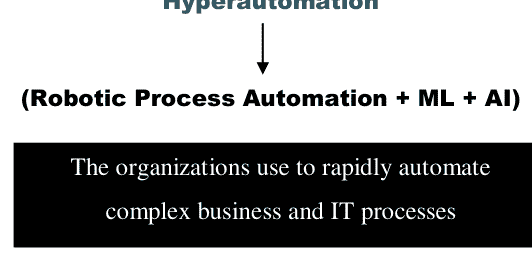 Hyperautomation
(Robotic Process Automation + ML + AI)
The organizations use to rapidly automate
complex business and IT processes